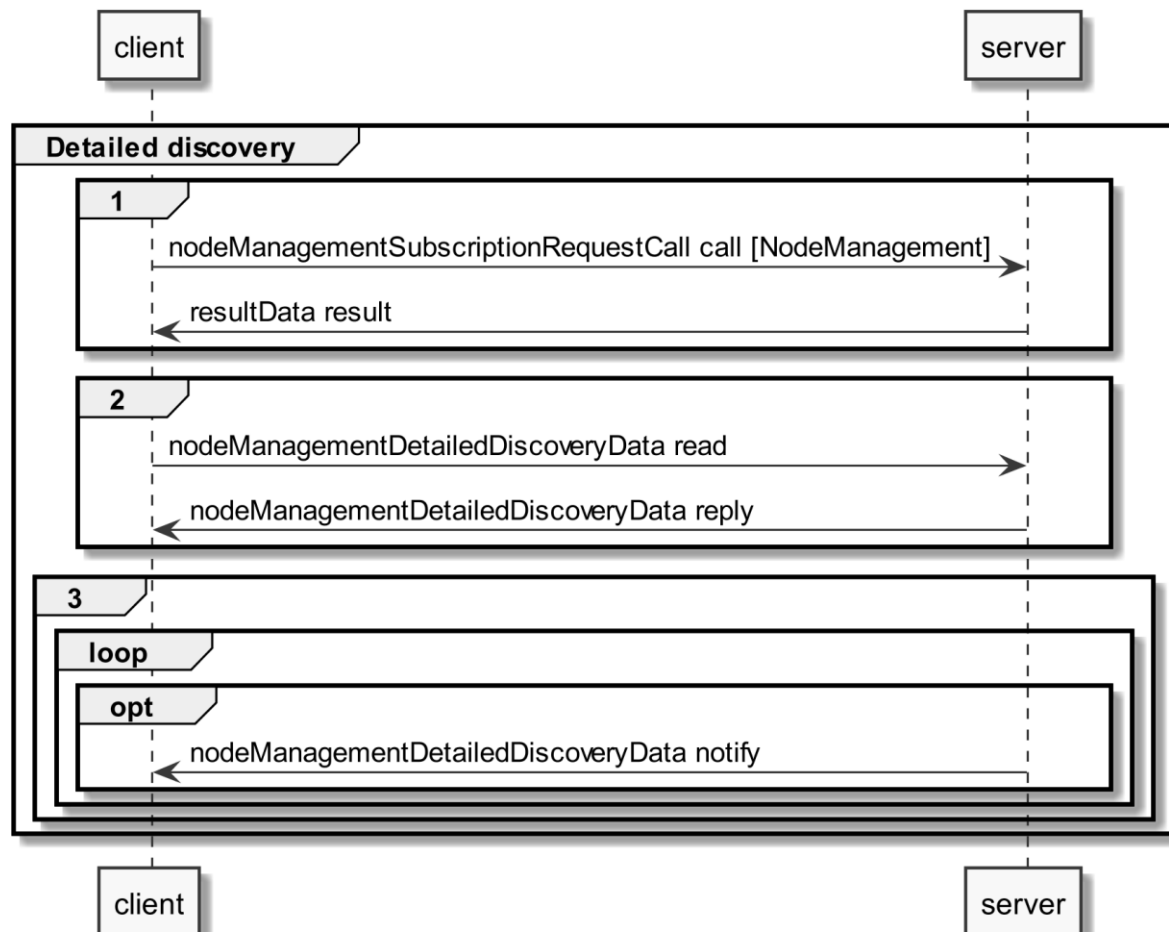 client
server
Detailed discovery
1
nodeManagementSubscriptionRequestCall call [NodeManagement]
resultData result
2
nodeManagementDetailedDiscoveryData read
nodeManagementDetailedDiscoveryData reply
3
loop
opt
nodeManagementDetailedDiscoveryData notify
client
server